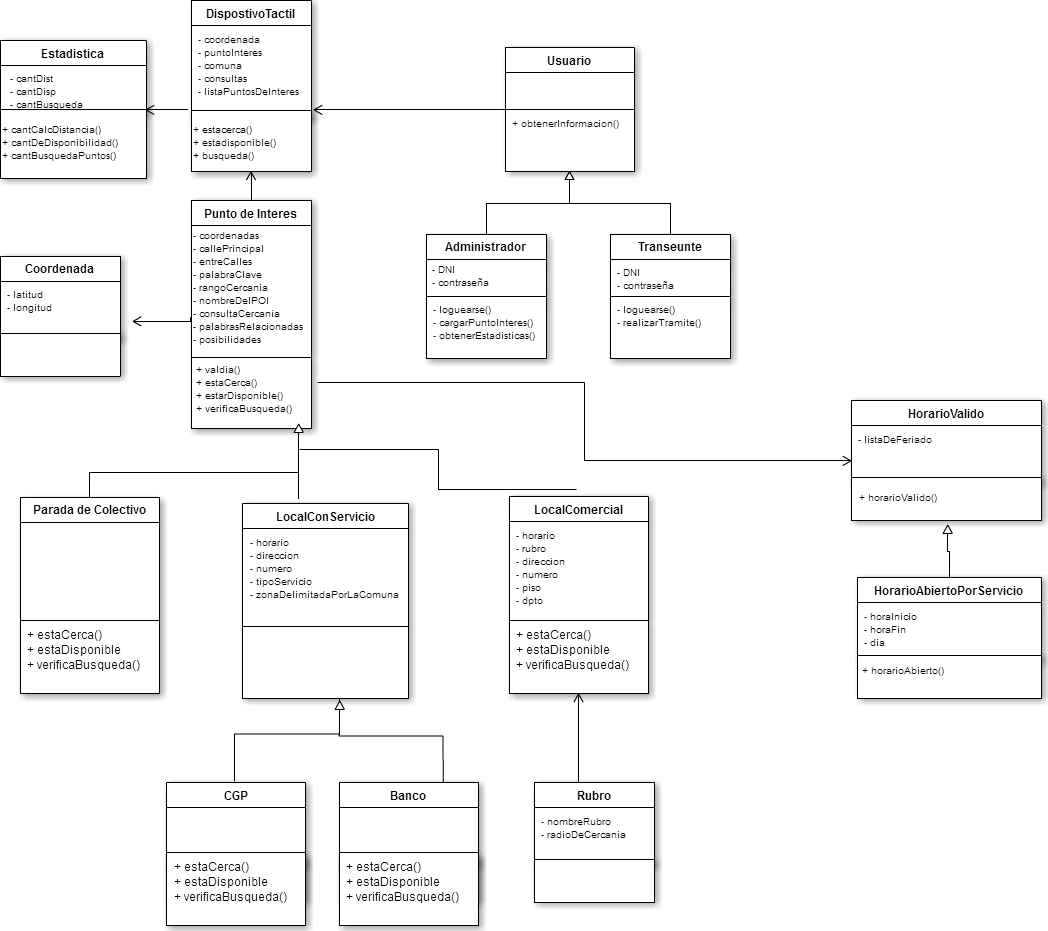 DispostivoTactil
- coordenada
- puntoInteres
- comuna
- consultas
- listaPuntosDeInteres
+ estacerca()
+ estadisponible()
+ busqueda()
Estadistica
- cantDist
- cantDisp
- cantBusqueda
+ cantCalcDistancia()
+ cantDeDisponibilidad()
+ cantBusquedaPuntos()
Usuario
+ obtenerInformacion()
Punto de Interes
- coordenadas
- callePrincipal
- entreCalles
- palabraClave
- rangoCercania
- nombreDelPOI
- consultaCercania
- palabrasRelacionadas
- posibilidades
+ valdia()
+ estaCerca()
+ estarDisponible()
+ verificaBusqueda()
Administrador
- DNI
- contraseña
+ loguearse()
+ cargarPuntoInteres()
+ obtenerEstadisticas()
Transeunte
- DNI
- contraseña
+ loguearse()
+ realizarTramite()
Coordenada
- latitud
- longitud
HorarioValido
- listaDeFeriado
+ horarioValido()
Parada de Colectivo
+ estaCerca()
+ estaDisponible
+ verificaBusqueda()
LocalConServicio
- horario
- direccion
- numero
- tipoServicio
- zonaDelimitadaPorLaComuna
LocalComercial
- horario
- rubro
- direccion
- numero
- piso
- dpto
+ estaCerca()
+ estaDisponible
+ verificaBusqueda()
HorarioAbiertoPorServicio
- horaInicio
- horaFin
- dia
+ horarioAbierto()
CGP
+ estaCerca()
+ estaDisponible
+ verificaBusqueda()
Banco
+ estaCerca()
+ estaDisponible
+ verificaBusqueda()
Rubro
- nombreRubro
- radioDeCercania